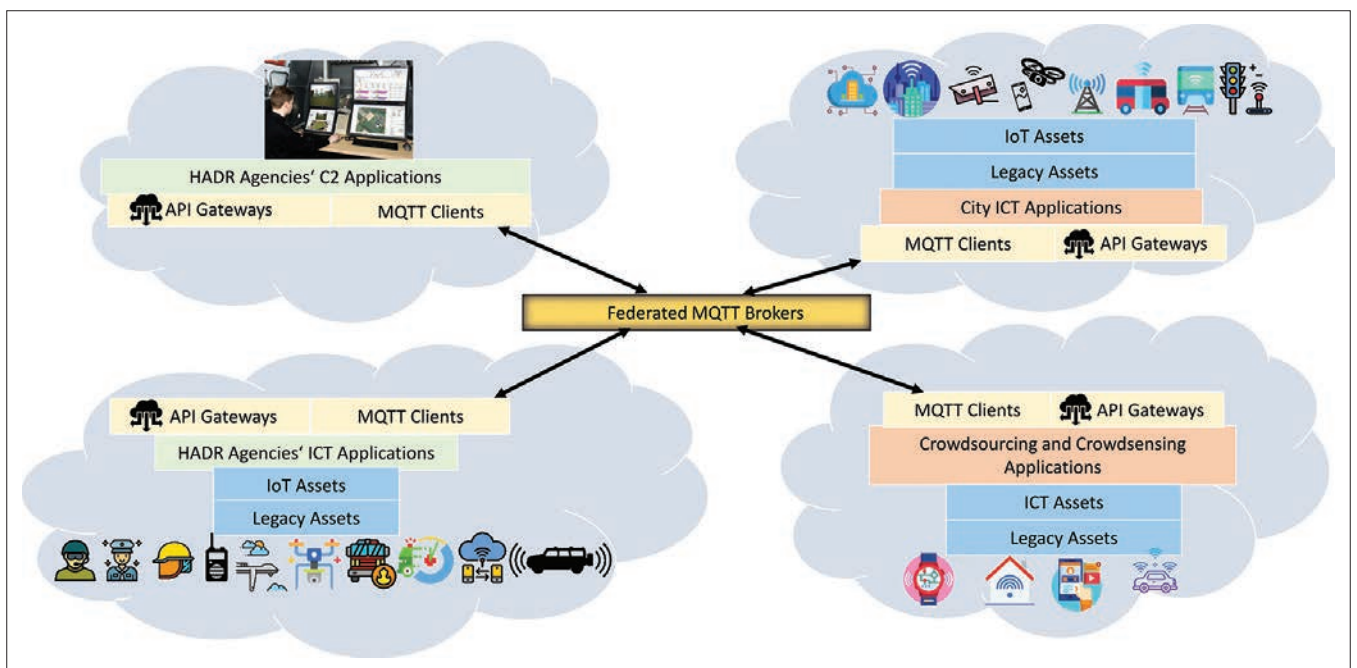 HADR Agencies‘ C2 Applications
API Gateways
MQTT Clients
IoT Assets
Legacy Assets
City ICT Applications
MQTT Clients
API Gateways
Federated MQTT Brokers
API Gateways
MQTT Clients
HADR Agencies‘ ICT Applications
IoT Assets
Legacy Assets
MQTT Clients
API Gateways
Crowdsourcing and Crowdsensing
Applications
ICT Assets
Legacy Assets